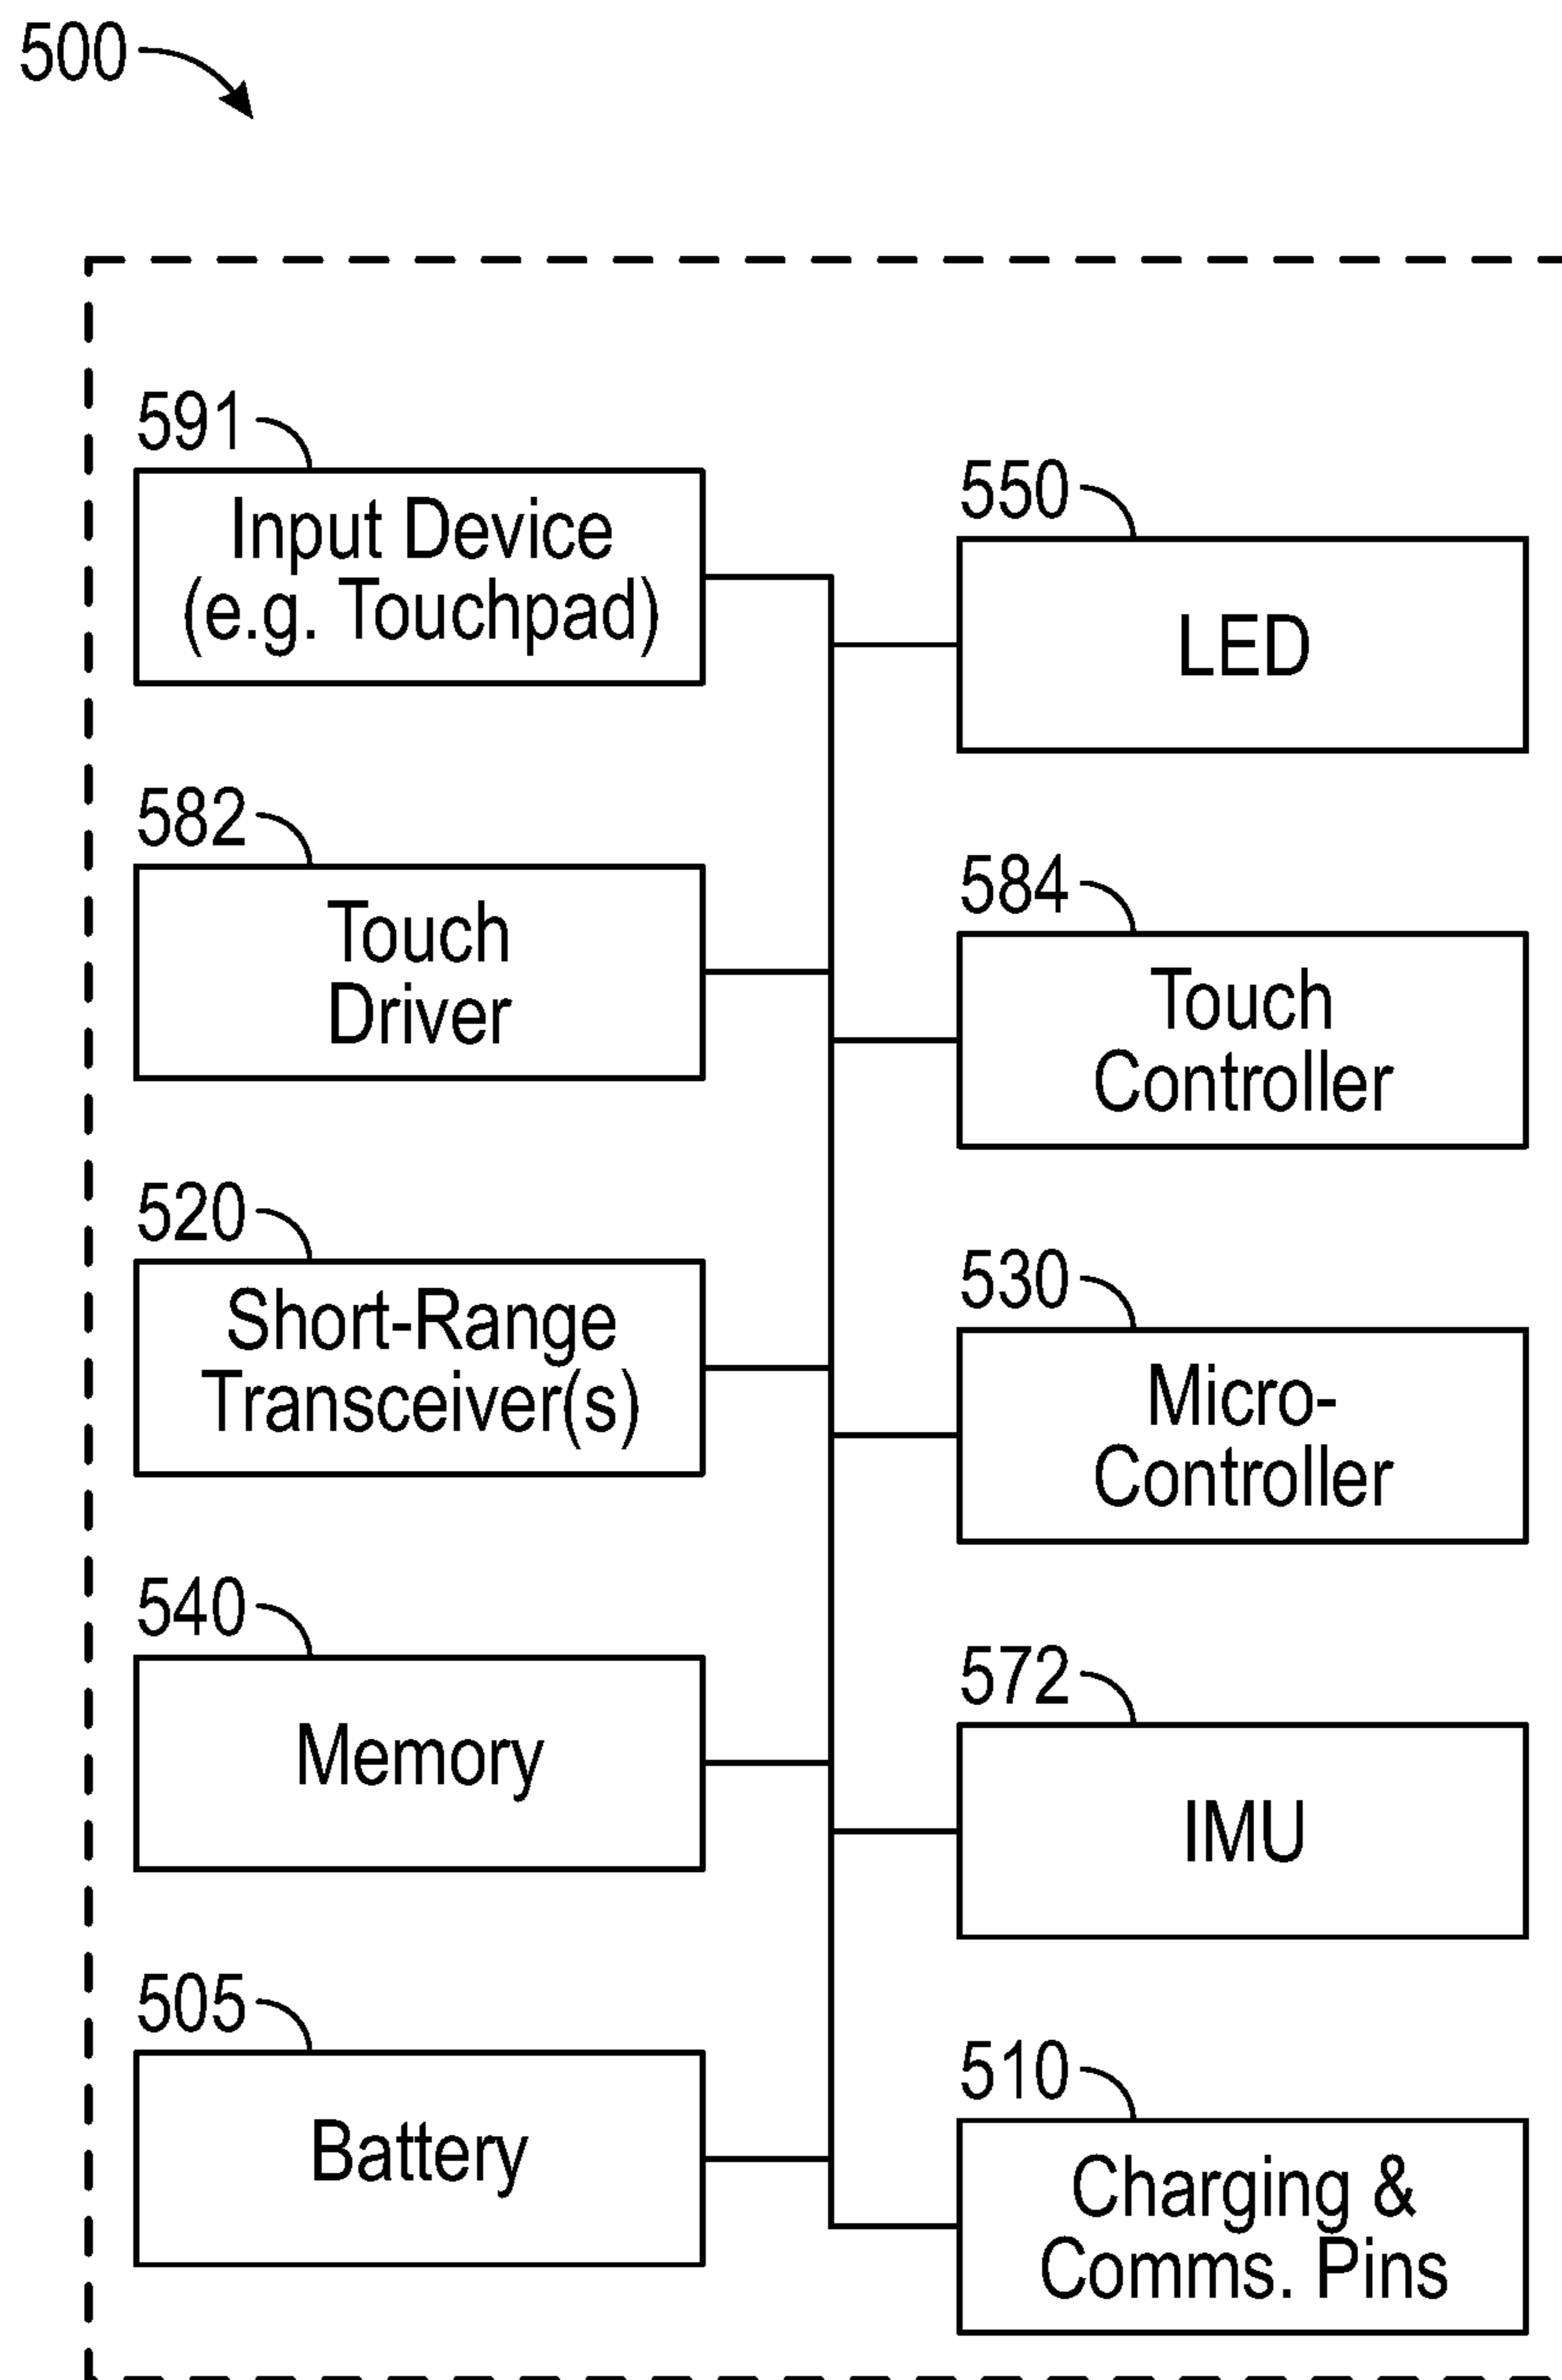 500
591
Input Device
(e.g. Touchpad)
550
LED
582
Touch
Driver
584
Touch
Controller
520
Short-Range
Transceiver(s)
530
Micro-
Controller
540
Memory
572
IMU
505
Battery
510
Charging &
Comms. Pins